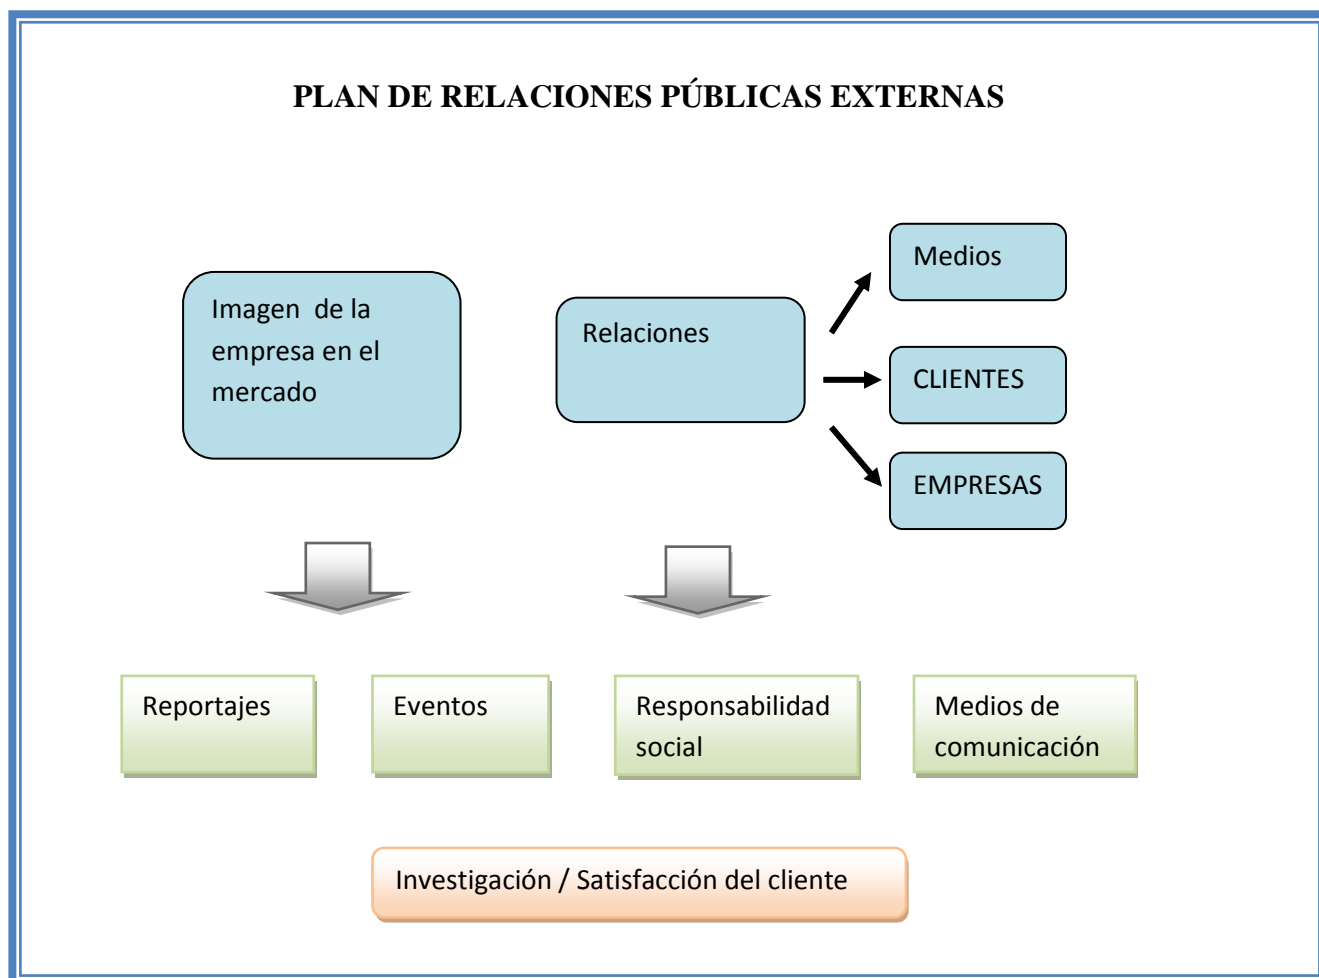 PLAN DE RELACIONES PÚBLICAS EXTERNAS
Imagen  de la
empresa en el
mercado
Relaciones
Medios
CLIENTES
EMPRESAS
Reportajes
Eventos
Responsabilidad
social
Medios de
comunicación
Investigación / Satisfacción del cliente